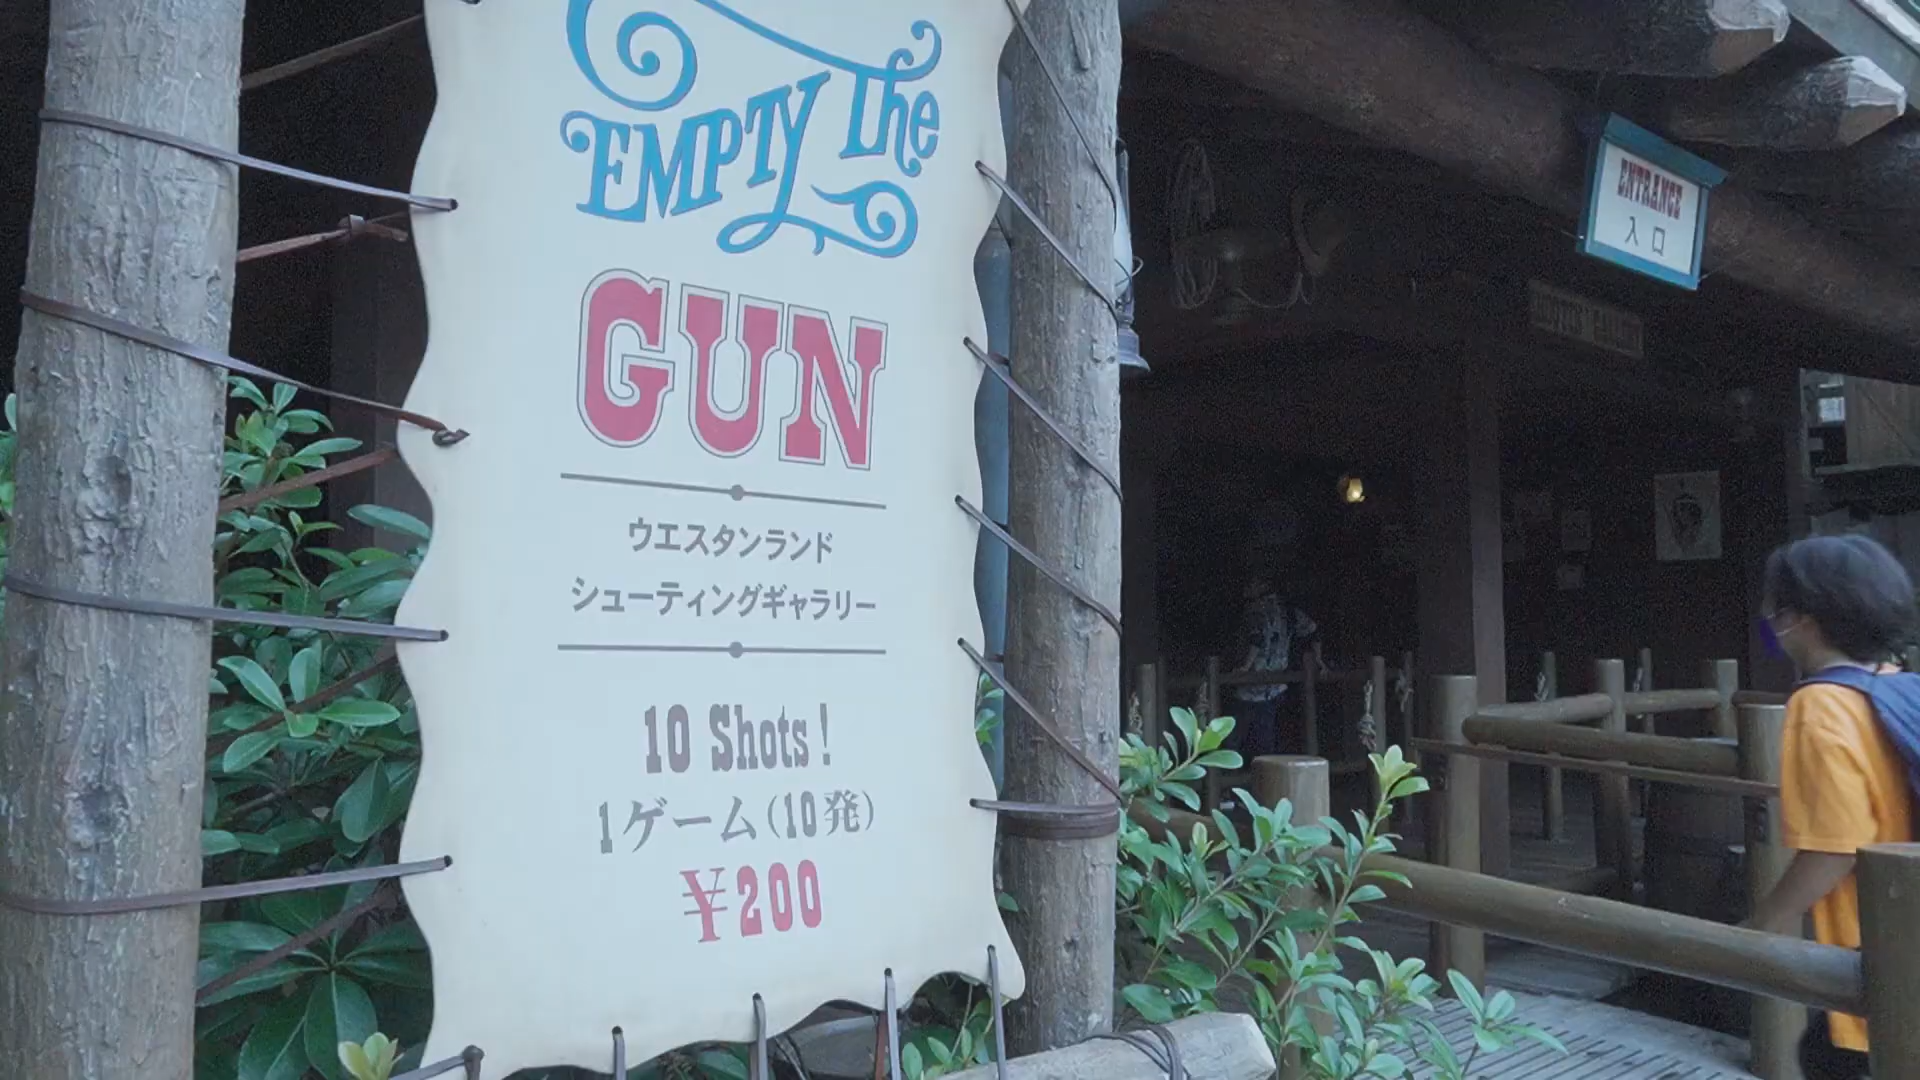 EMPTY The
GUN
ウエスタンランド
シューティングギャラリー
10 Shots!
1ゲーム(10発)
¥200
ENTRANCE
入口